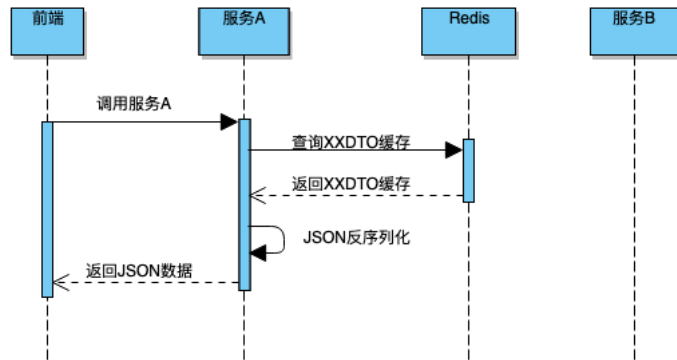 前端
服务A
Redis
服务B
调用服务A
查询XXDTO缓存
返回XXDTO缓存
JSON反序列化
返回JSON数据